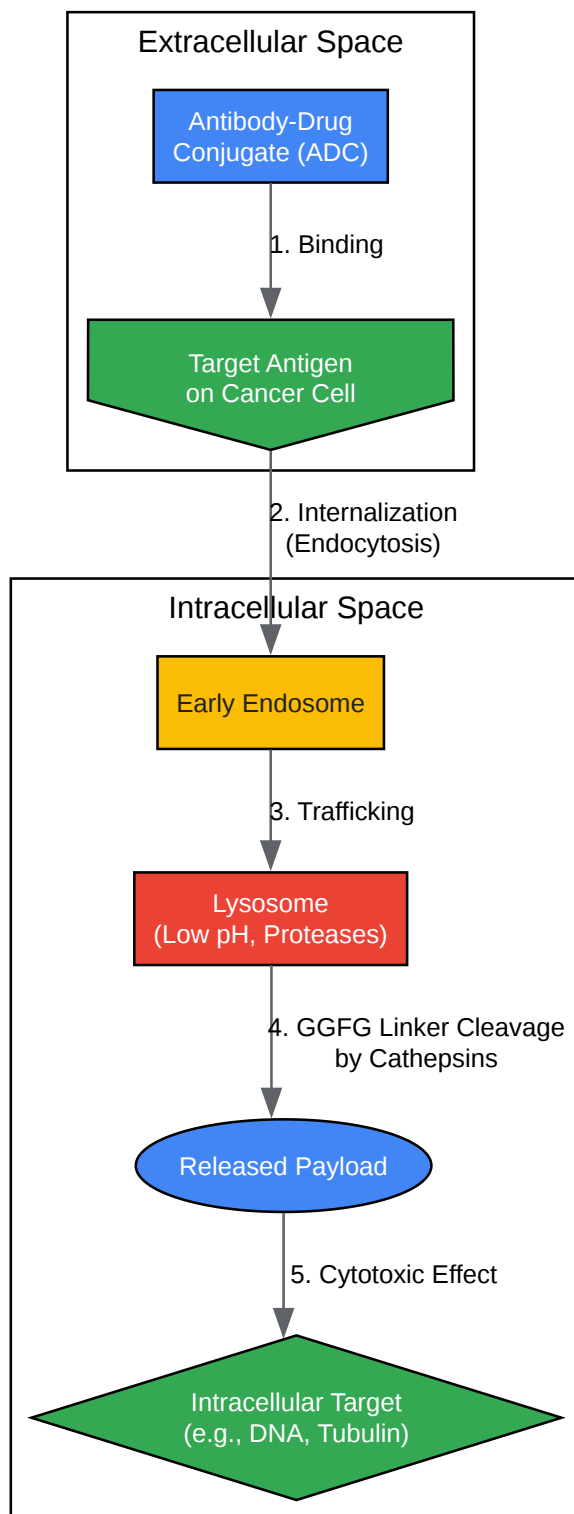 Extracellular Space
Antibody-Drug
Conjugate (ADC)
1. Binding
Target Antigen
on Cancer Cell
2. Internalization
(Endocytosis)
Intracellular Space
Early Endosome
3. Trafficking
Lysosome
(Low pH, Proteases)
4. GGFG Linker Cleavage
by Cathepsins
Released Payload
5. Cytotoxic Effect
Intracellular Target
(e.g., DNA, Tubulin)